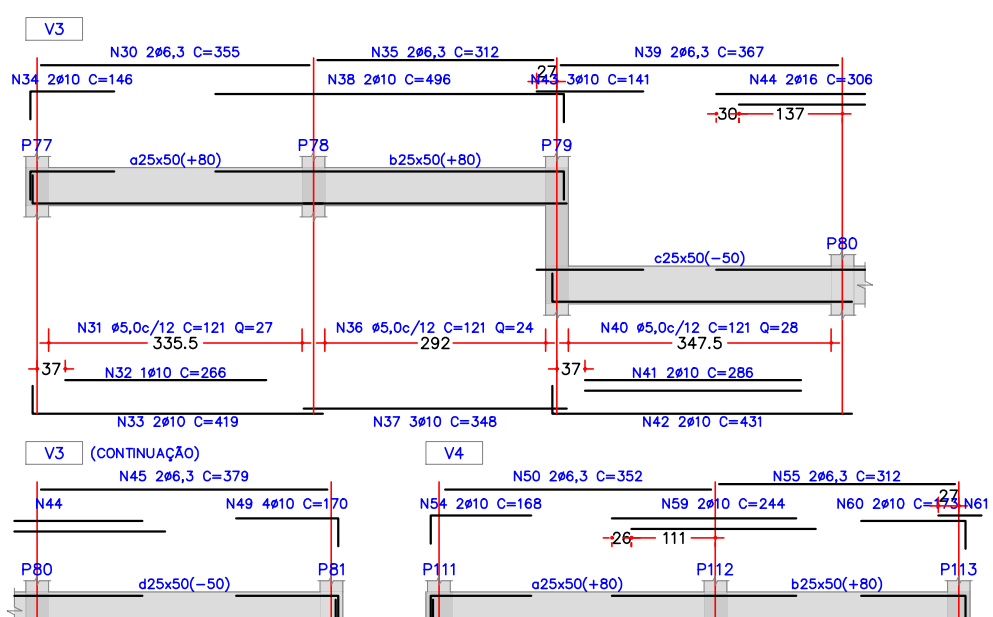 V3
N30 2ø6,3 C=355 N35 2ø6,3 C=312 N39 2ø6,3 C=367
27
N34 2ø10 C=146 N38 2ø10 C=496 N43 3ø10 C=141 N44 2ø16 C=306
30 137
P77 P78 P79
a25x50(+80) b25x50(+80)
P80
c25x50(-50)
N31 ø5,0c/12 C=121 Q=27 N36 ø5,0c/12 C=121 Q=24 N40 ø5,0c/12 C=121 Q=28
335.5 292 347.5
37 N32 1ø10 C=266 37 N41 2ø10 C=286
N33 2ø10 C=419 N37 3ø10 C=348 N42 2ø10 C=431
V3 (CONTINUAÇÃO) V4
N45 2ø6,3 C=379 N50 2ø6,3 C=352 N55 2ø6,3 C=312
27
N44 N49 4ø10 C=170 N54 2ø10 C=168 N59 2ø10 C=244 N60 2ø10 C=173 N61
26 111
P80 P81 P111 P112 P113
d25x50(-50) a25x50(+80) b25x50(+80)